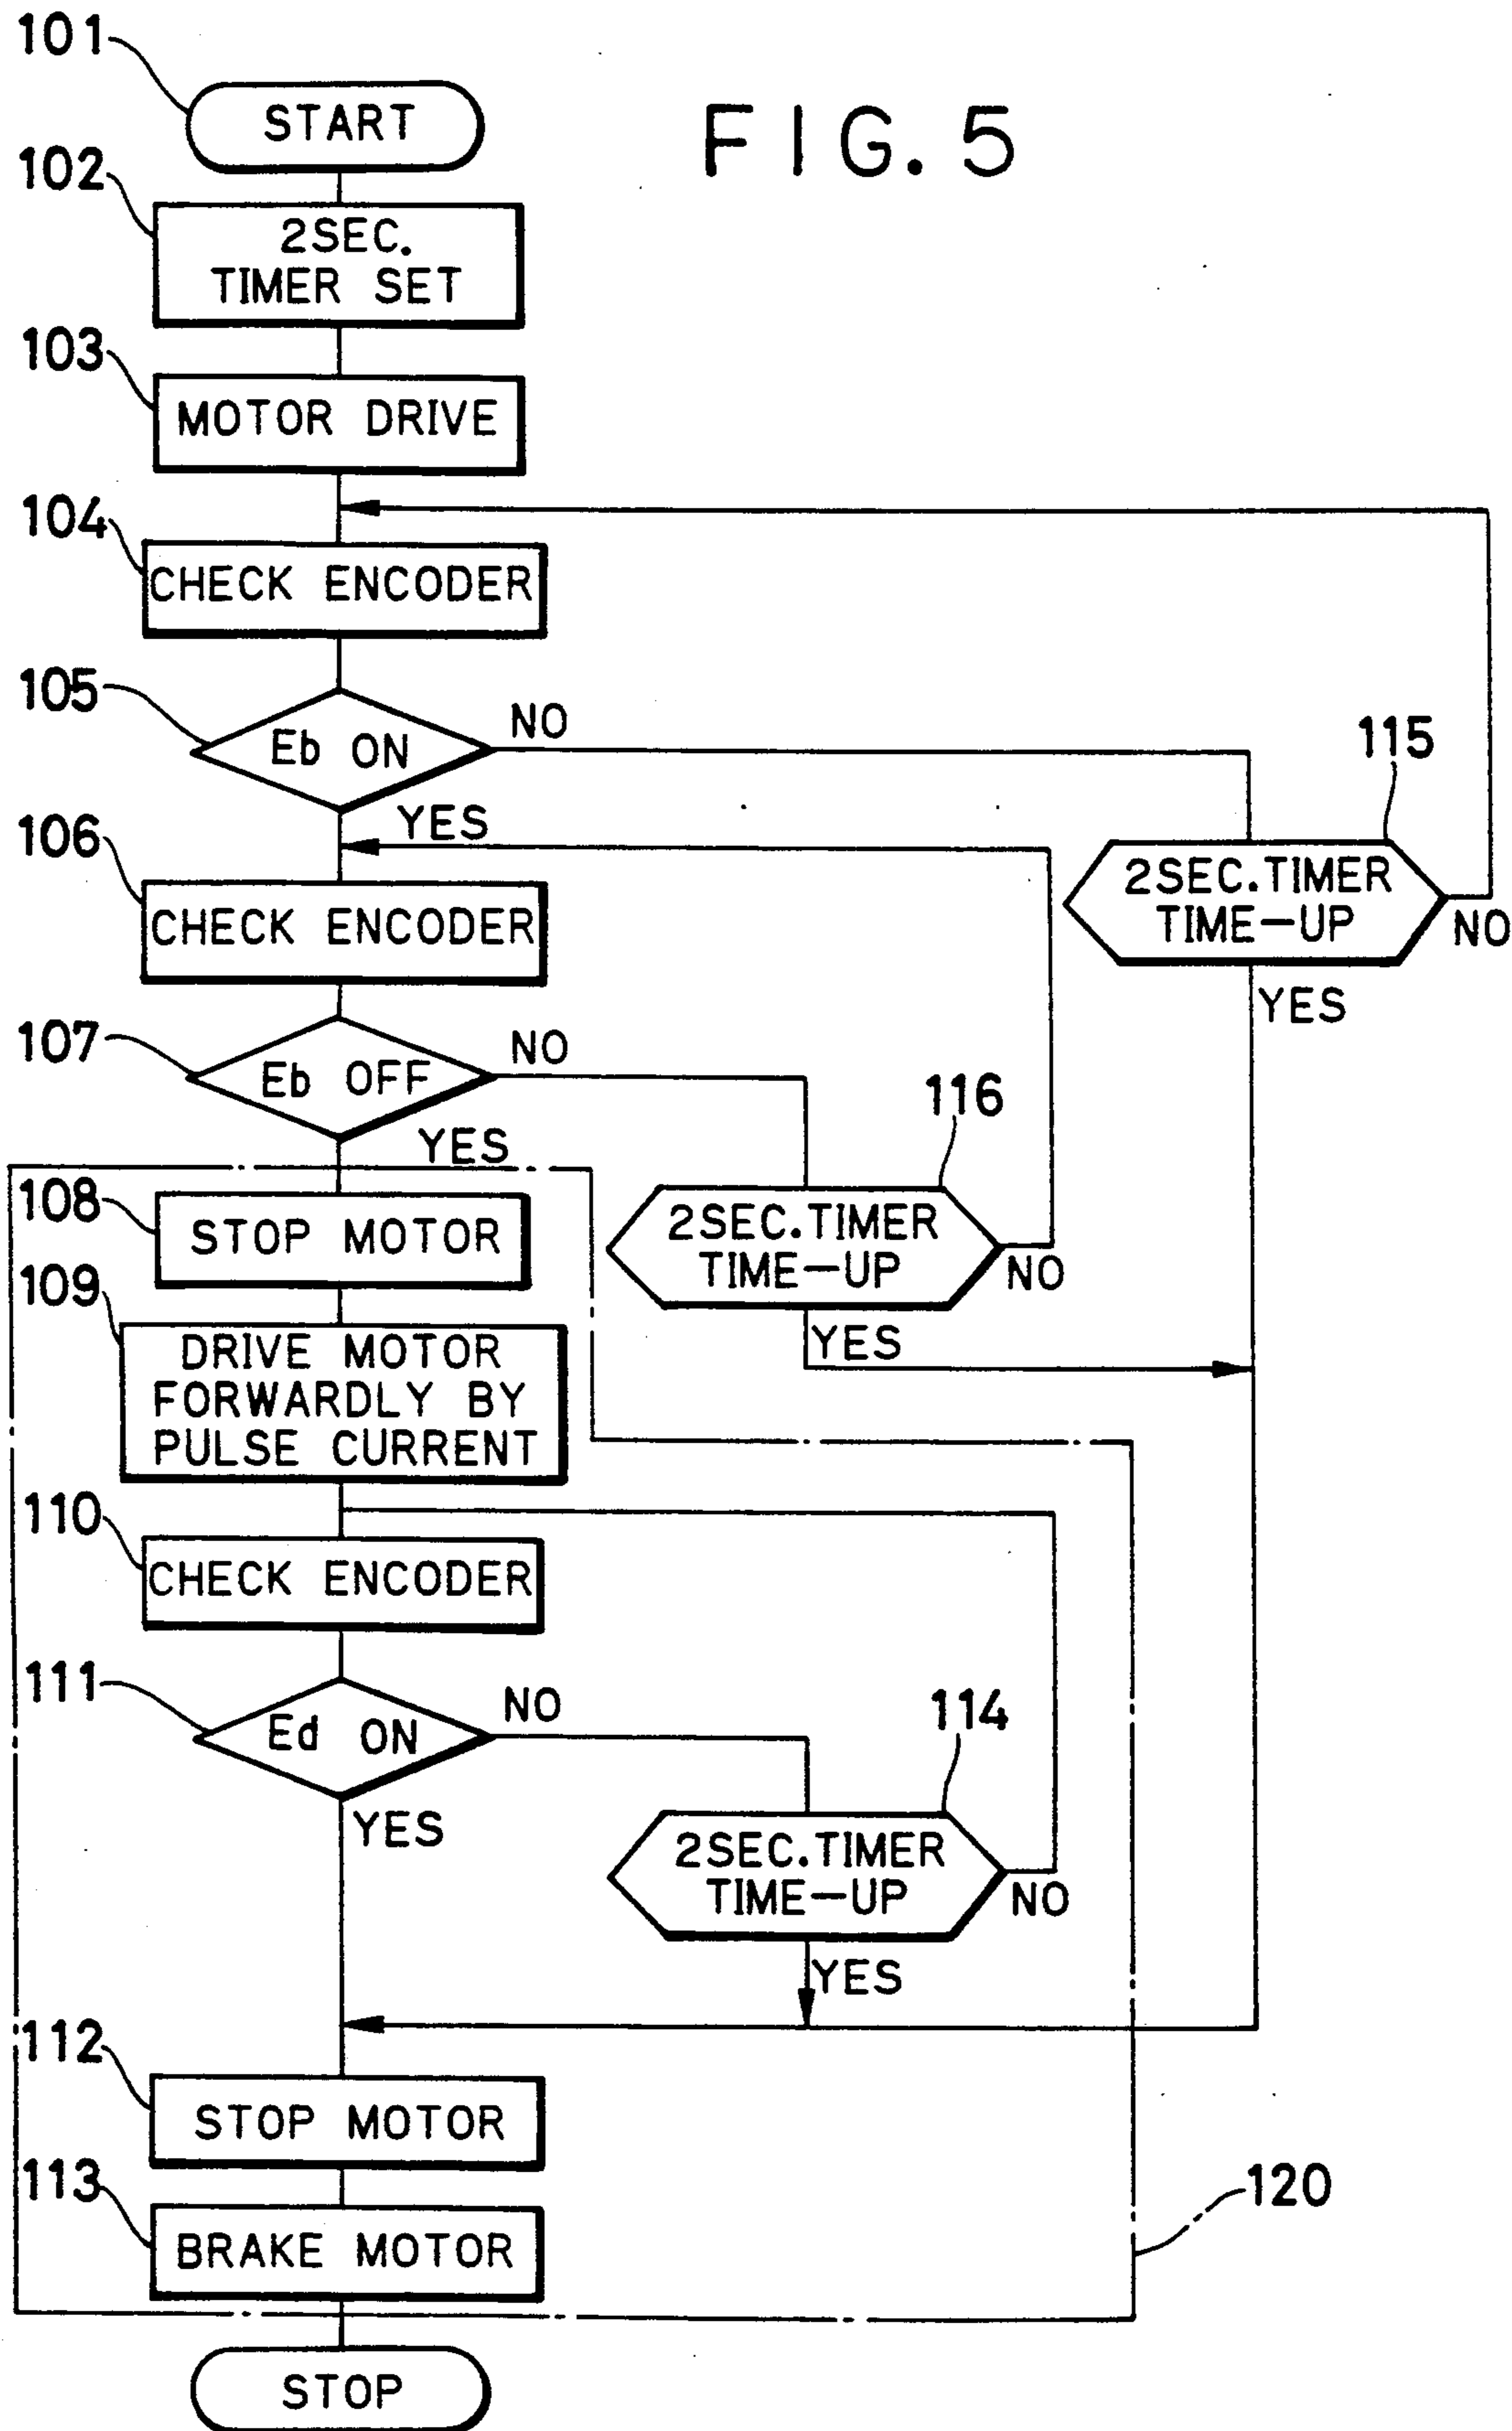 101
START
FIG. 5
102
2SEC.
TIMER SET
103
MOTOR DRIVE
104
CHECK ENCODER
105
Eb ON
NO
YES
115
2SEC.TIMER
TIME-UP
NO
YES
106
CHECK ENCODER
107
Eb OFF
NO
YES
116
2SEC.TIMER
TIME-UP
NO
YES
108
STOP MOTOR
109
DRIVE MOTOR
FORWARDLY BY
PULSE CURRENT
110
CHECK ENCODER
111
Ed ON
NO
YES
114
2SEC.TIMER
TIME-UP
NO
YES
112
STOP MOTOR
113
BRAKE MOTOR
120
STOP